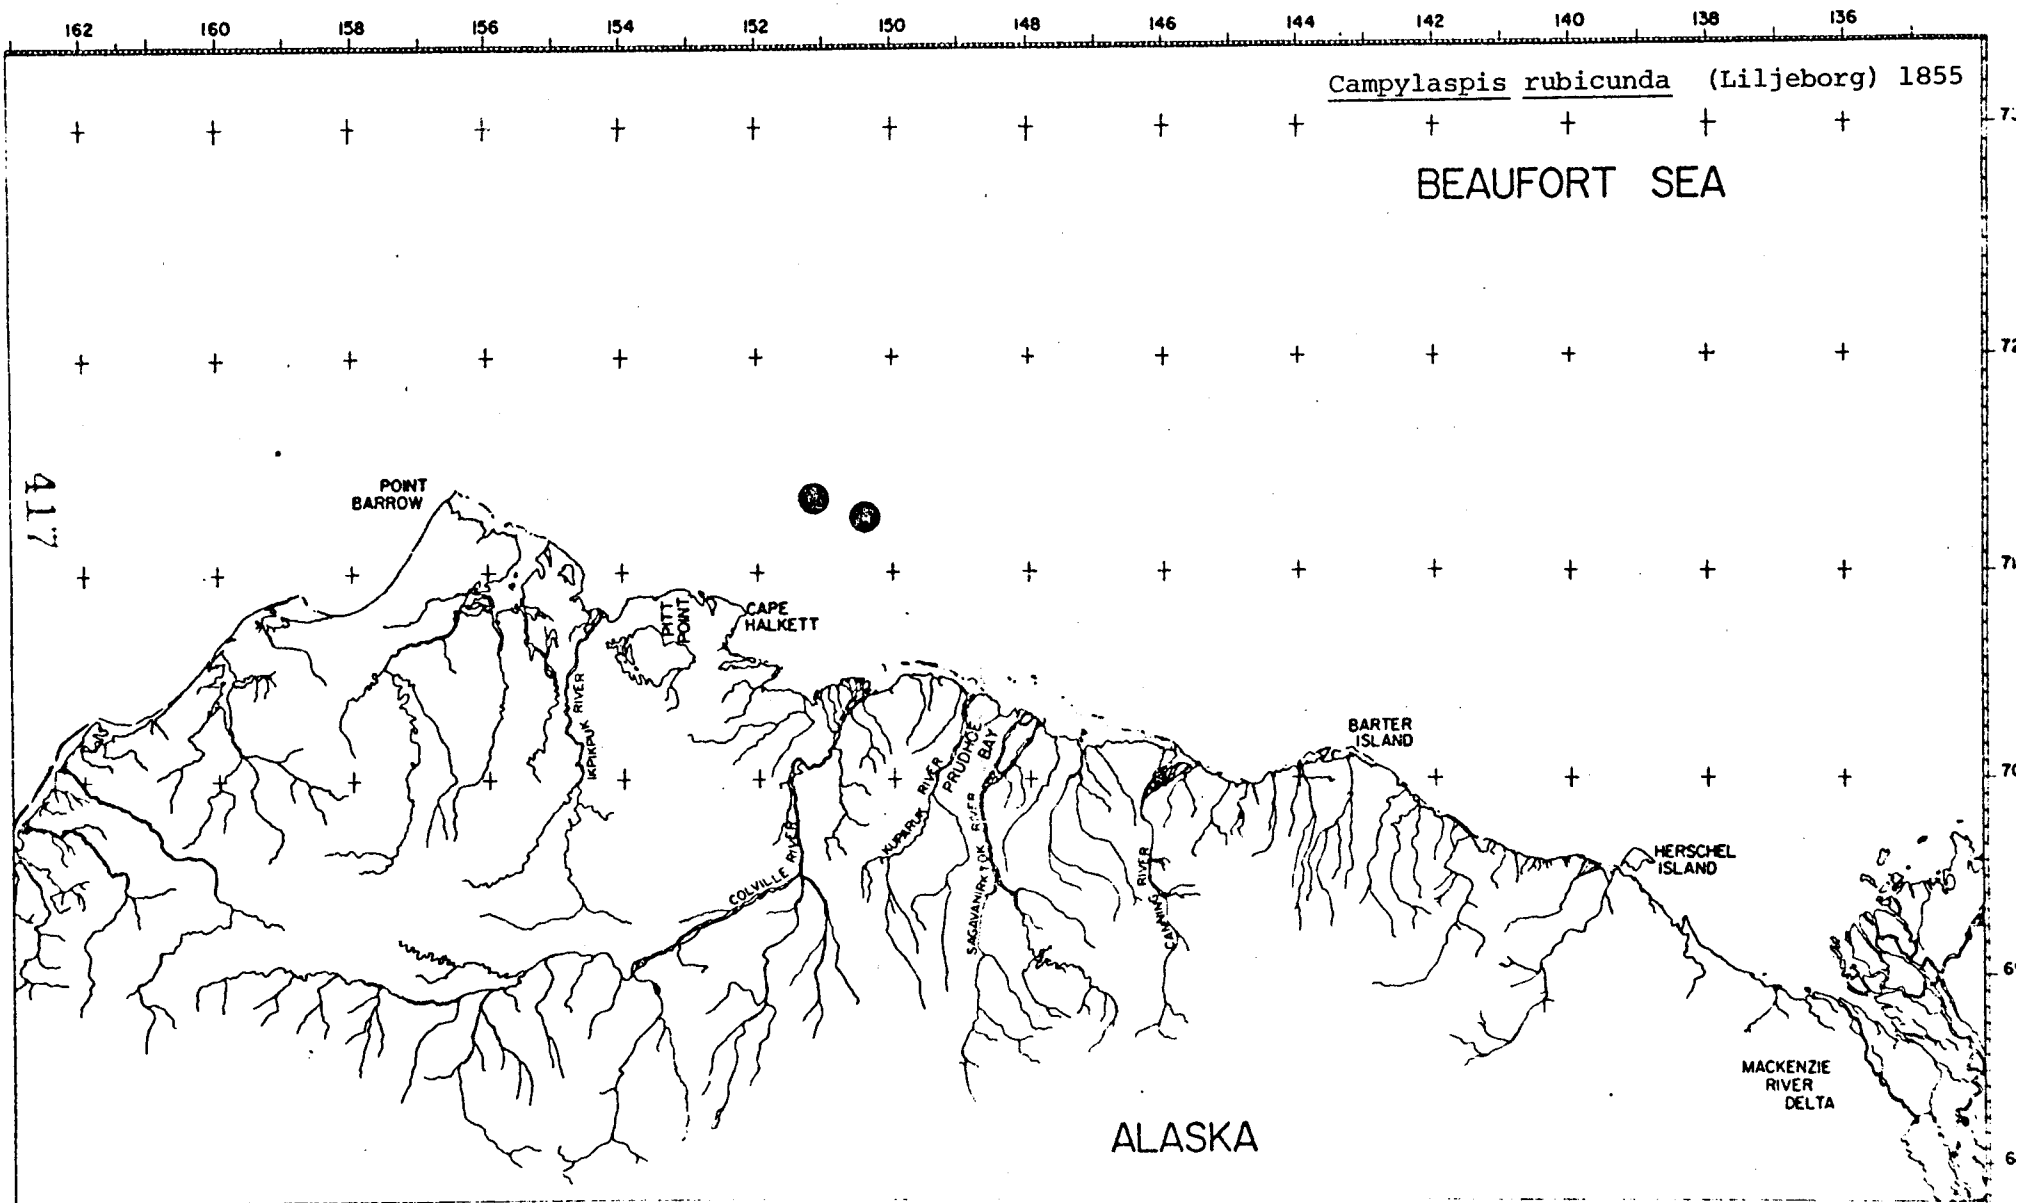 162 160 158 156 154 152 150 148 146 144 142 140 138 136
Campylaspis rubicunda (Liljeborg) 1855
BEAUFORT SEA
72
417
POINT
BARROW
71
PITT
POINT
CAPE
HALKETT
IKPIKPUK RIVER
PRUDHOE
BAY
BARTER
ISLAND
KUPARUK RIVER
COLVILLE RIVER
SAGAVANIRKTOK RIVER
CANNING RIVER
HERSCHEL
ISLAND
MACKENZIE
RIVER
DELTA
ALASKA